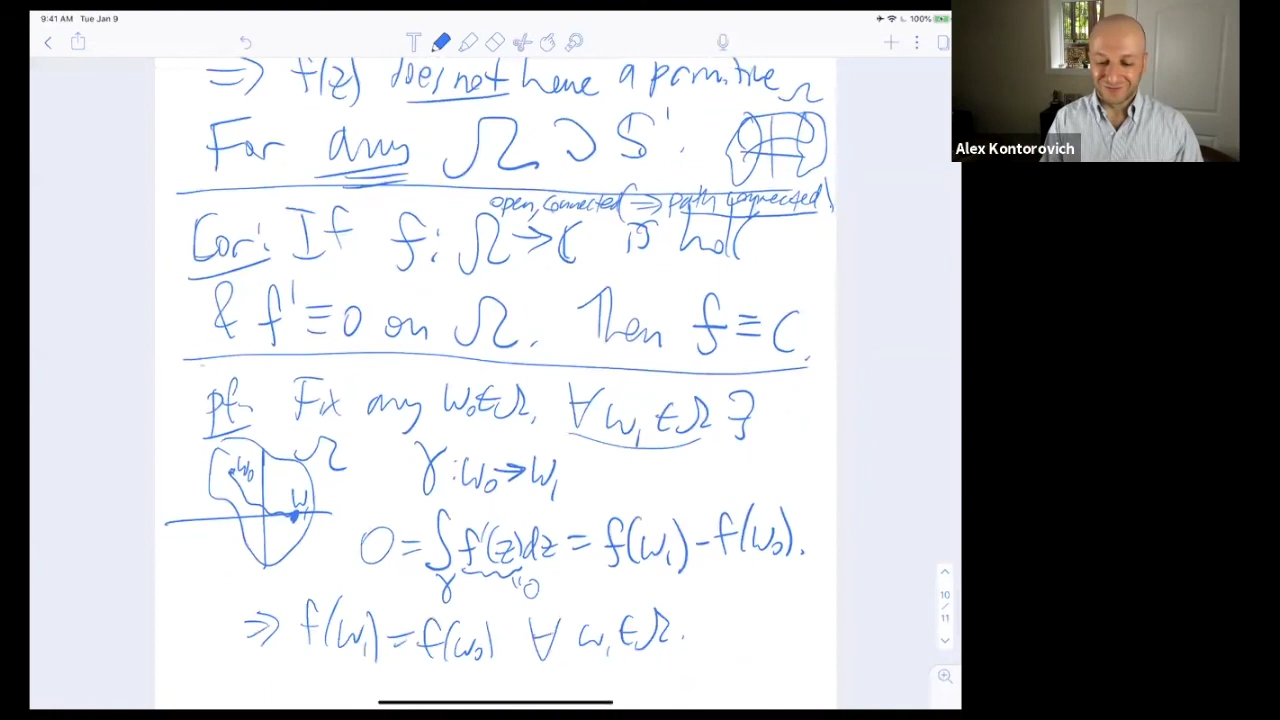 9:41 AM Tue Jan 9
100%
⇒ f(z) does not have a primitive
Ω
For any Ω ⊃ S¹.
open, connected (⇒ path connected)
Cor: If f: Ω → ℂ is hol
& f' ≡ 0 on Ω. Then f ≡ C.
pf: Fix any w₀ ∈ Ω, ∀ w₁ ∈ Ω ∃
Ω
w₀
w₁
γ: w₀ → w₁
0 = ∫_γ f'(z) dz = f(w₁) - f(w₀).
"0
⇒ f(w₁) = f(w₀) ∀ w₁ ∈ Ω.
10
/
11
Alex Kontorovich